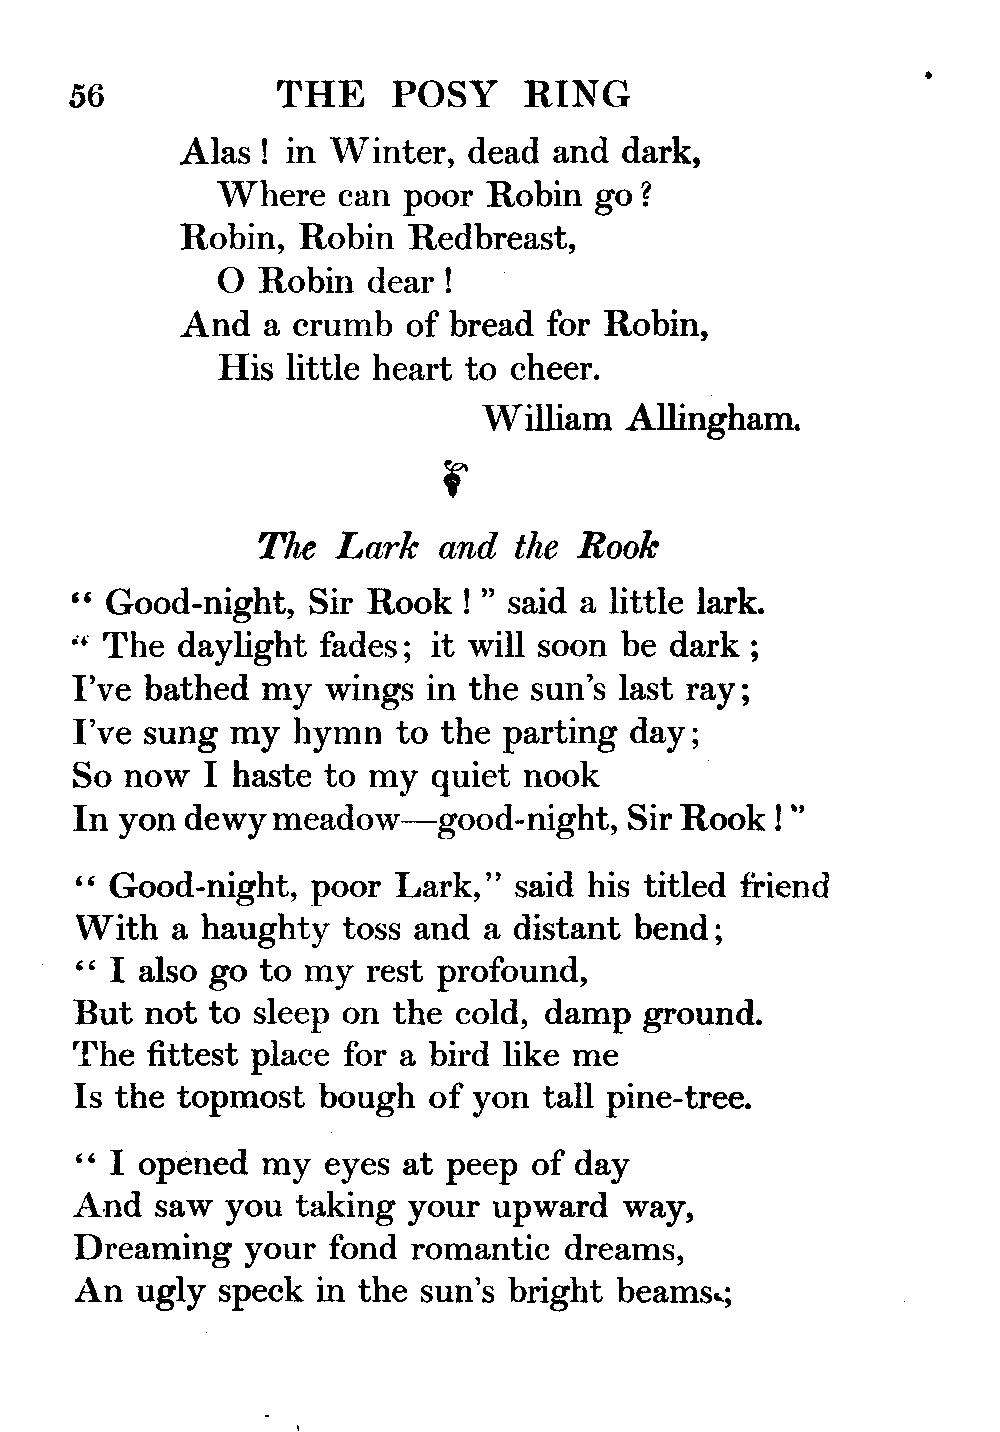 56 THE POSY RING
Alas! in Winter, dead and dark,
Where can poor Robin go?
Robin, Robin Redbreast,
O Robin dear!
And a crumb of bread for Robin,
His little heart to cheer.
William Allingham.
The Lark and the Rook
“ Good-night, Sir Rook!” said a little lark.
“ The daylight fades; it will soon be dark;
I've bathed my wings in the sun's last ray;
I've sung my hymn to the parting day;
So now I haste to my quiet nook
In yon dewy meadow—good-night, Sir Rook!”
“ Good-night, poor Lark,” said his titled friend
With a haughty toss and a distant bend;
“ I also go to my rest profound,
But not to sleep on the cold, damp ground.
The fittest place for a bird like me
Is the topmost bough of yon tall pine-tree.
“ I opened my eyes at peep of day
And saw you taking your upward way,
Dreaming your fond romantic dreams,
An ugly speck in the sun's bright beams;